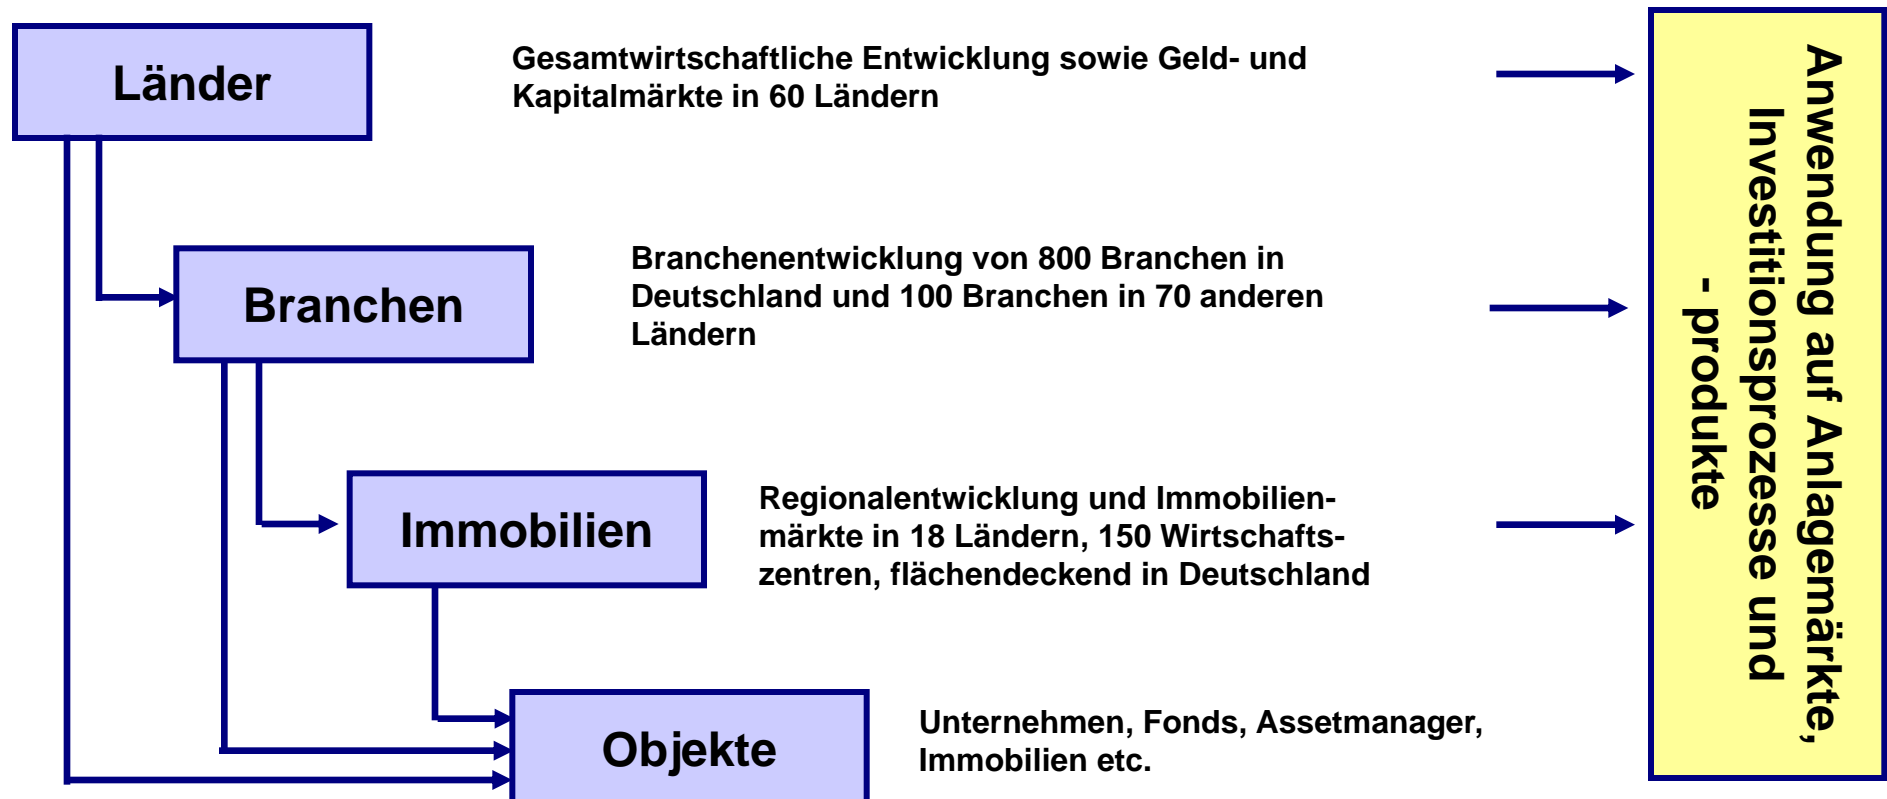 Länder
Gesamtwirtschaftliche Entwicklung sowie Geld- und
Kapitalmärkte in 60 Ländern
Branchen
Branchenentwicklung von 800 Branchen in
Deutschland und 100 Branchen in 70 anderen
Ländern
Immobilien
Regionalentwicklung und Immobilien-
märkte in 18 Ländern, 150 Wirtschafts-
zentren, flächendeckend in Deutschland
Objekte
Unternehmen, Fonds, Assetmanager,
Immobilien etc.
Anwendung auf Anlagemärkte,
Investitionsprozesse und
- produkte